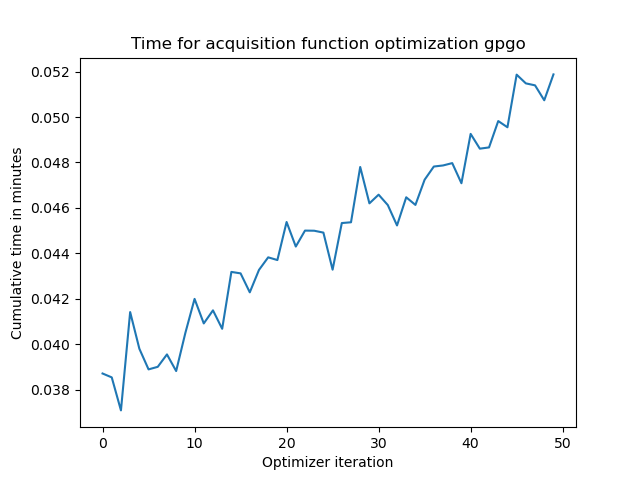 Time for acquisition function optimization gpgo
Cumulative time in minutes
0.052
0.050
0.048
0.046
0.044
0.042
0.040
0.038
0 10 20 30 40 50
Optimizer iteration